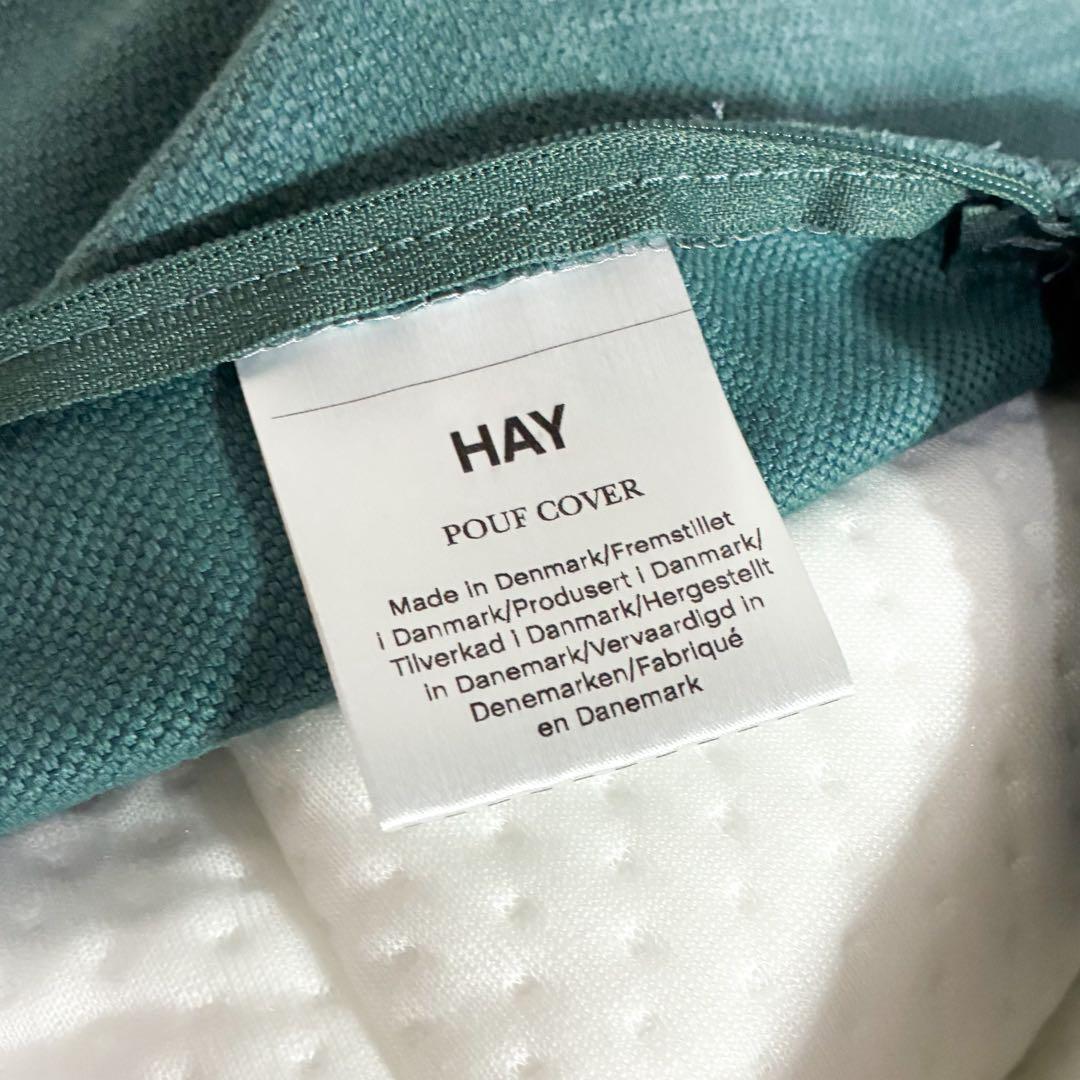 HAY
POUF COVER
Made in Denmark/Fremstillet
i Danmark/Produsert i Danmark/
Tilverkad i Danmark/Hergestellt
in Danemark/Vervaardigd in
Denemarken/Fabriqué
en Danemark